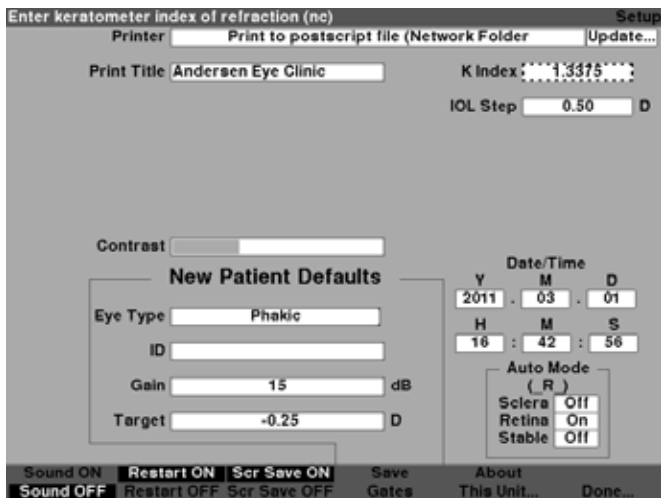 Enter keratometer index of refraction (nc) Setup
Printer Print to postscript file (Network Folder Update...
Print Title Andersen Eye Clinic K Index 1.3375
IOL Step 0.50 D
Contrast
Date/Time
New Patient Defaults
Y M D
2011 . 03 . 01
Eye Type Phakic
H M S
16 : 42 : 56
ID
Auto Mode
(_R_)
Gain 15 dB
Sclera Off
Retina On
Target -0.25 D
Stable Off
Sound ON Restart ON Scr Save ON Save About
Sound OFF Restart OFF Scr Save OFF Gates This Unit... Done...